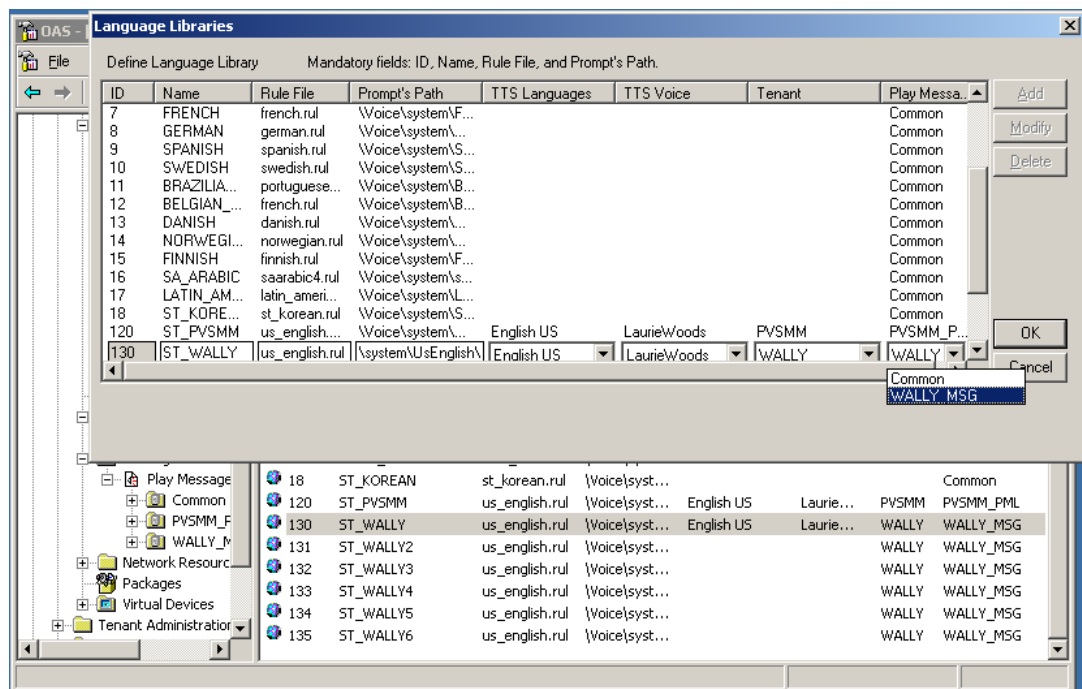 OAS - [
Language Libraries
File
Define Language Library Mandatory fields: ID, Name, Rule File, and Prompt's Path.
ID Name Rule File Prompt's Path TTS Languages TTS Voice Tenant Play Messa... Add
7 FRENCH french.rul \Voice\system\F... Common
8 GERMAN german.rul \Voice\system\... Common Modify
9 SPANISH spanish.rul \Voice\system\S... Common
10 SWEDISH swedish.rul \Voice\system\S... Common Delete
11 BRAZILIA... portuguese... \Voice\system\B... Common
12 BELGIAN_... french.rul \Voice\system\B... Common
13 DANISH danish.rul \Voice\system\... Common
14 NORWEGI... norwegian.rul \Voice\system\... Common
15 FINNISH finnish.rul \Voice\system\F... Common
16 SA_ARABIC saarabic4.rul \Voice\system\s... Common
17 LATIN_AM... latin_ameri... \Voice\system\L... Common
18 ST_KORE... st_korean.rul \Voice\system\S... Common
120 ST_PVSMM us_english.... \Voice\system\... English US LaurieWoods PVSMM PVSMM_P... OK
130 ST_WALLY us_english.rul \system\UsEnglish\ English US LaurieWoods WALLY WALLY
Cancel
Common
WALLY_MSG
Play Message 18 ST_KOREAN st_korean.rul \Voice\syst... Common
Common 120 ST_PVSMM us_english.rul \Voice\syst... English US Laurie... PVSMM PVSMM_PML
PVSMM_P 130 ST_WALLY us_english.rul \Voice\syst... English US Laurie... WALLY WALLY_MSG
WALLY_M 131 ST_WALLY2 us_english.rul \Voice\syst... WALLY WALLY_MSG
Network Resourc 132 ST_WALLY3 us_english.rul \Voice\syst... WALLY WALLY_MSG
Packages 133 ST_WALLY4 us_english.rul \Voice\syst... WALLY WALLY_MSG
Virtual Devices 134 ST_WALLY5 us_english.rul \Voice\syst... WALLY WALLY_MSG
Tenant Administration 135 ST_WALLY6 us_english.rul \Voice\syst... WALLY WALLY_MSG